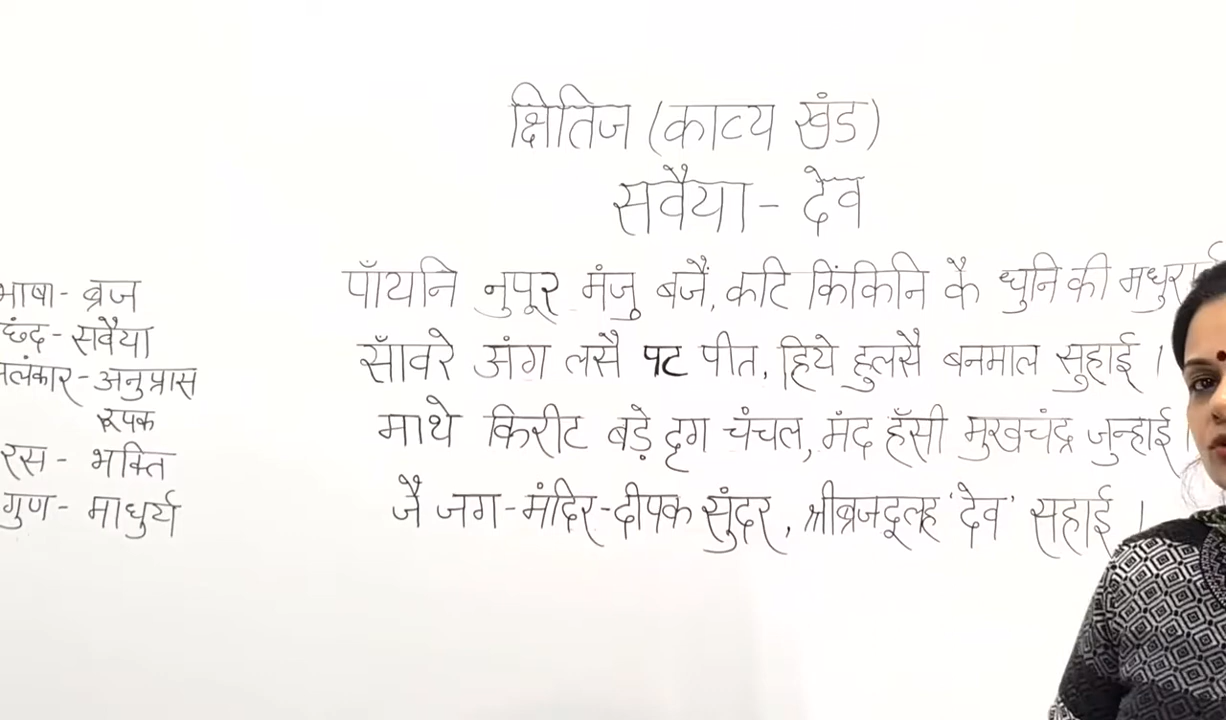 क्षितिज (काव्य खंड)
सवैया - देव
पाँयनि नुपूर मंजु बजैं, कटि किंकिनि कै धुनि की मधुरा
साँवरे अंग लसै पट पीत, हिये हुलसै बनमाल सुहाई ।
माथे किरीट बड़े दृग चंचल, मंद हँसी मुखचंद्र जुन्हाई ।
जै जग-मंदिर-दीपक सुंदर, श्रीब्रजदूलह 'देव' सहाई ।
भाषा - ब्रज
छंद - सवैया
लंकार - अनुप्रास
रूपक
रस - भक्ति
गुण - माधुर्य